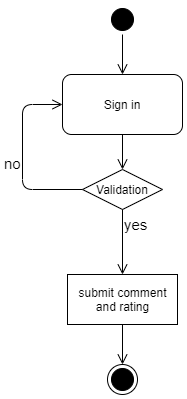 Sign in
no
Validation
yes
submit comment
and rating